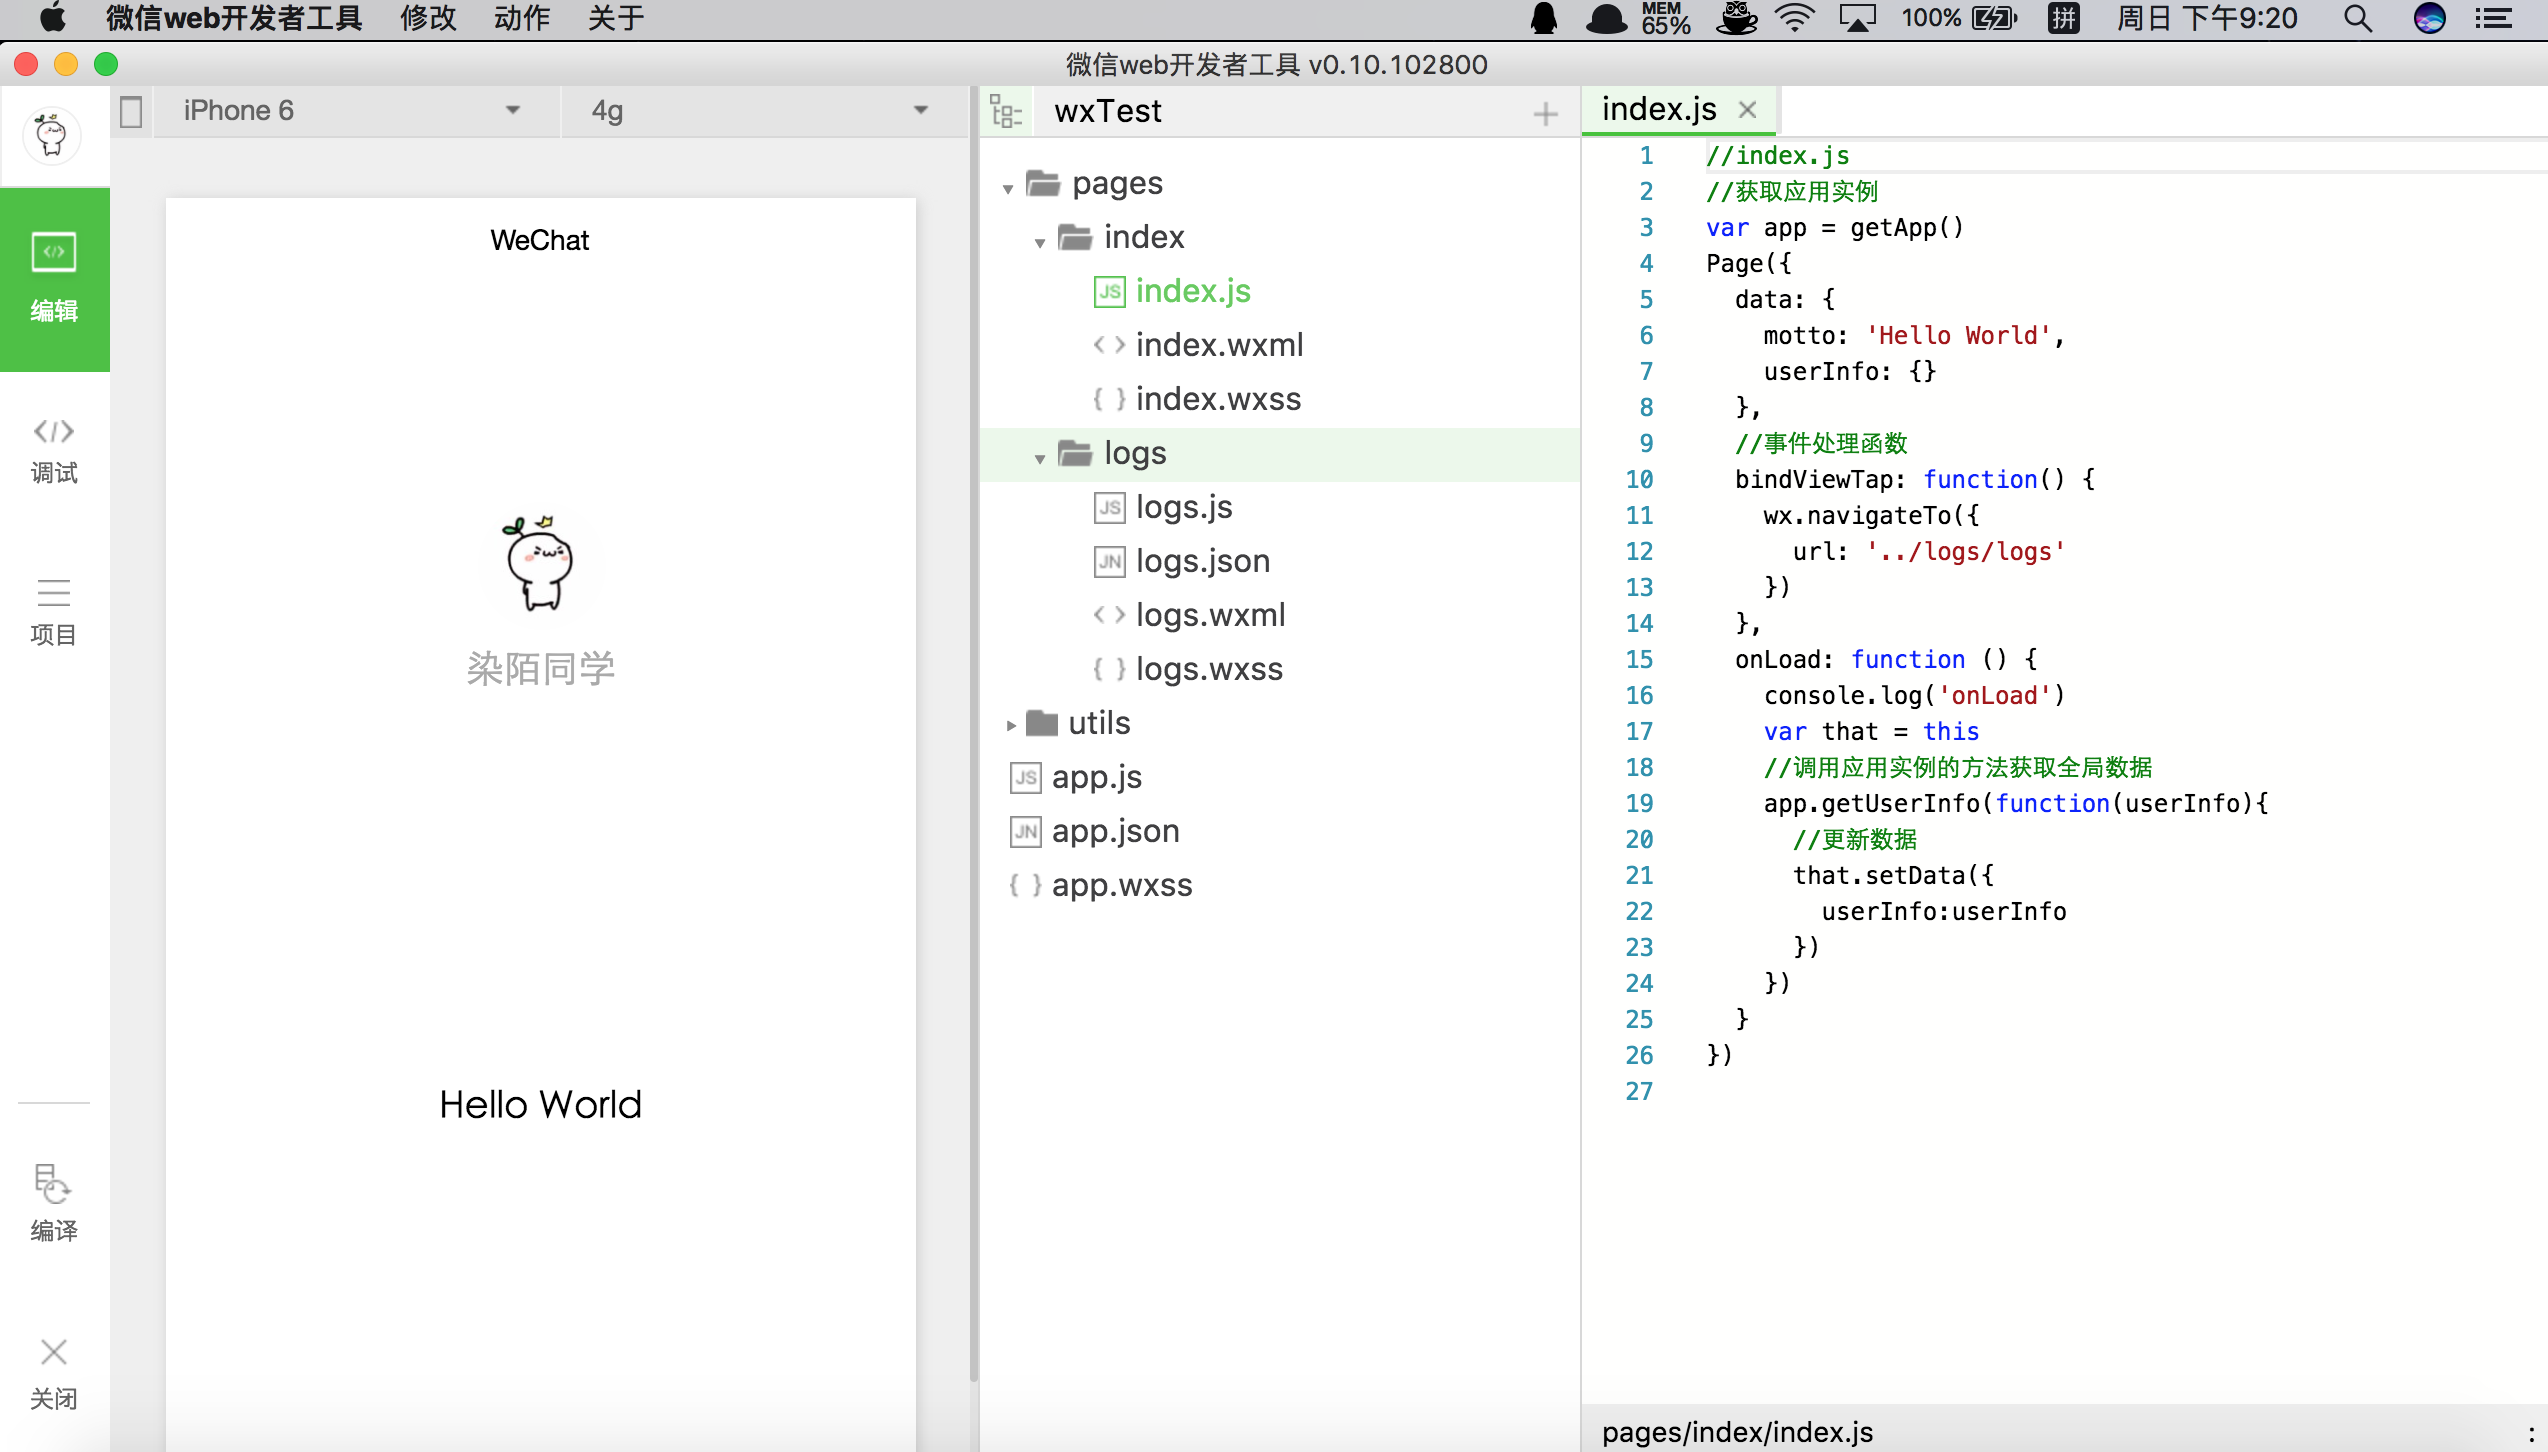 微信web开发者工具 修改 动作 关于 MEM 65% 100% 拼 周日 下午9:20
微信web开发者工具 v0.10.102800
iPhone 6 4g
WeChat
染陌同学
Hello World
编辑
调试
项目
编译
关闭
wxTest
pages
index
JS index.js
< > index.wxml
{ } index.wxss
logs
JS logs.js
JN logs.json
< > logs.wxml
{ } logs.wxss
utils
JS app.js
JN app.json
{ } app.wxss
index.js
1 //index.js
2 //获取应用实例
3 var app = getApp()
4 Page({
5 data: {
6 motto: 'Hello World',
7 userInfo: {}
8 },
9 //事件处理函数
10 bindViewTap: function() {
11 wx.navigateTo({
12 url: '../logs/logs'
13 })
14 },
15 onLoad: function () {
16 console.log('onLoad')
17 var that = this
18 //调用应用实例的方法获取全局数据
19 app.getUserInfo(function(userInfo){
20 //更新数据
21 that.setData({
22 userInfo:userInfo
23 })
24 })
25 }
26 })
27
pages/index/index.js